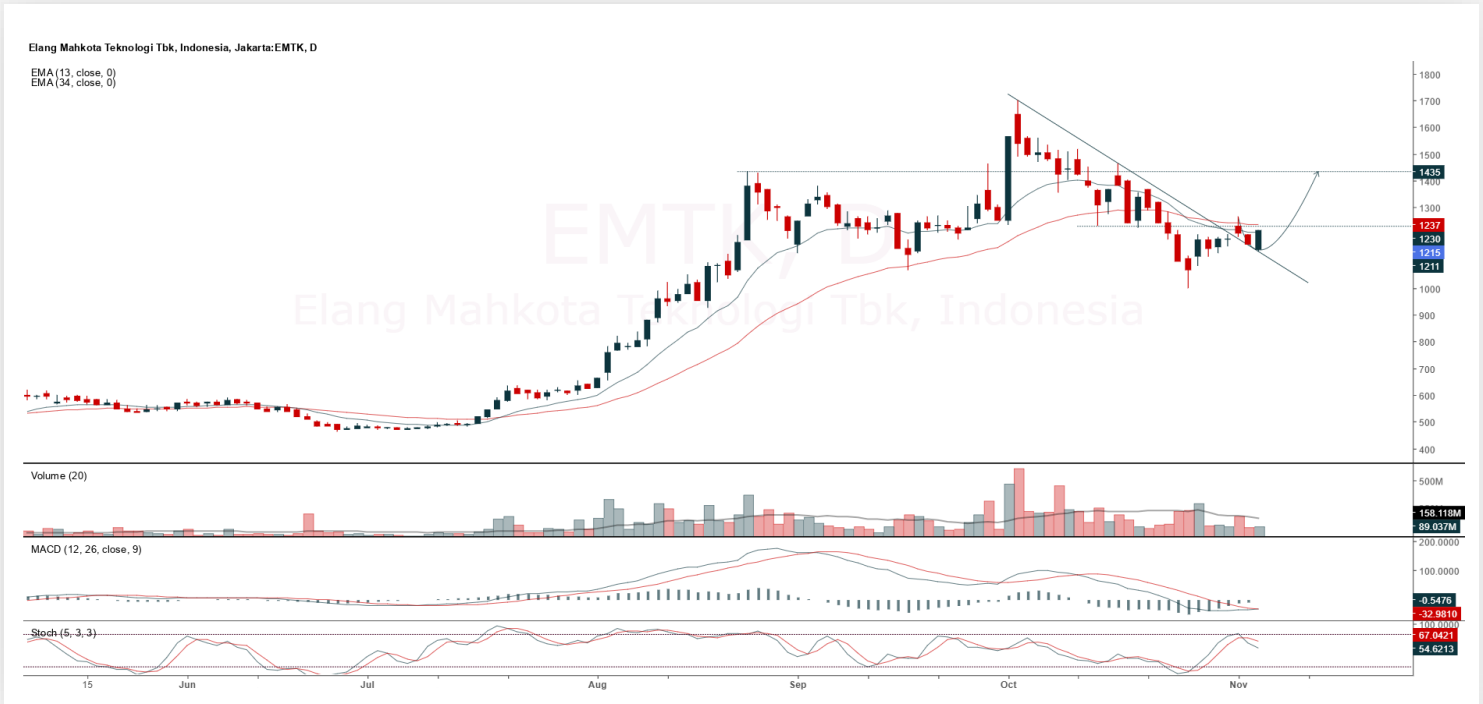 Elang Mahkota Teknologi Tbk, Indonesia, Jakarta:EMTK, D
EMA (13, close, 0)
EMA (34, close, 0)
EMTK, D
Elang Mahkota Teknologi Tbk, Indonesia
1800
1700
1600
1500
1435
1400
1300
1237
1230
1215
1211
1000
900
800
700
600
500
400
Volume (20)
500M
158.118M
89.037M
MACD (12, 26, close, 9)
200.0000
100.0000
-0.5476
-32.9810
Stoch (5, 3, 3)
100.0000
67.0421
54.6213
15 Jun Jul Aug Sep Oct Nov